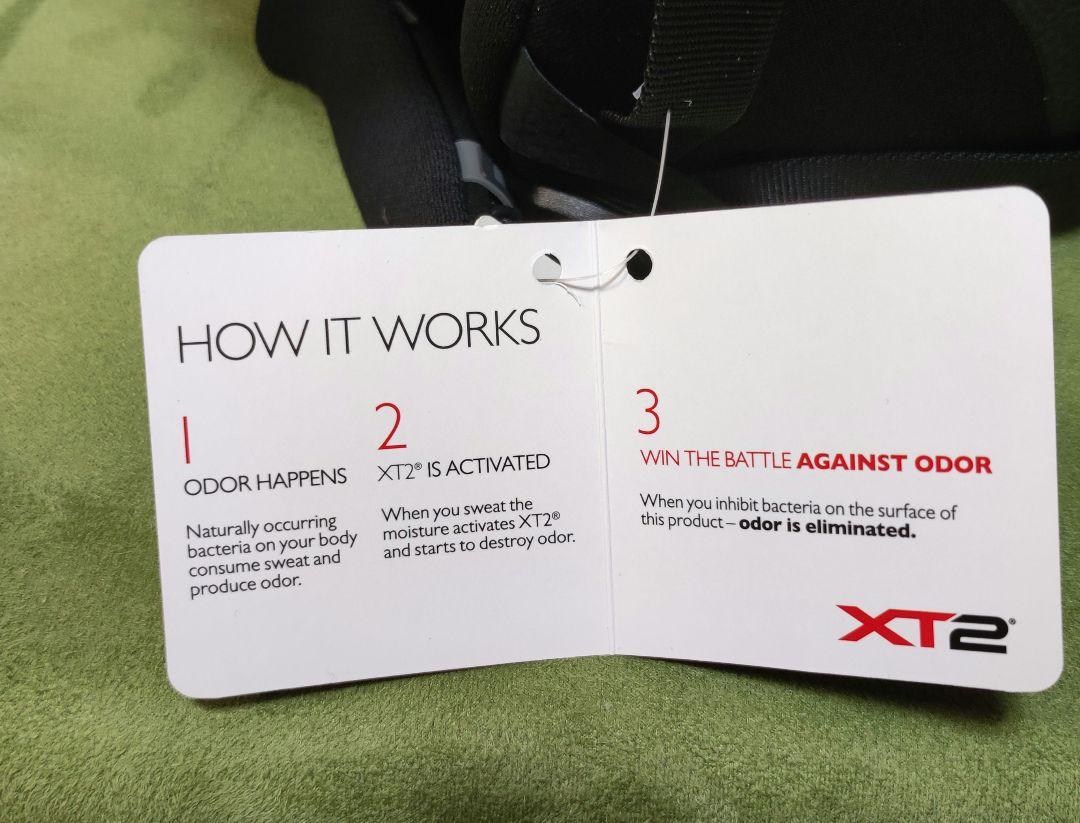 HOW IT WORKS
1
ODOR HAPPENS
Naturally occurring
bacteria on your body
consume sweat and
produce odor.
2
XT2® IS ACTIVATED
When you sweat the
moisture activates XT2®
and starts to destroy odor.
3
WIN THE BATTLE AGAINST ODOR
When you inhibit bacteria on the surface of
this product – odor is eliminated.
XT2®